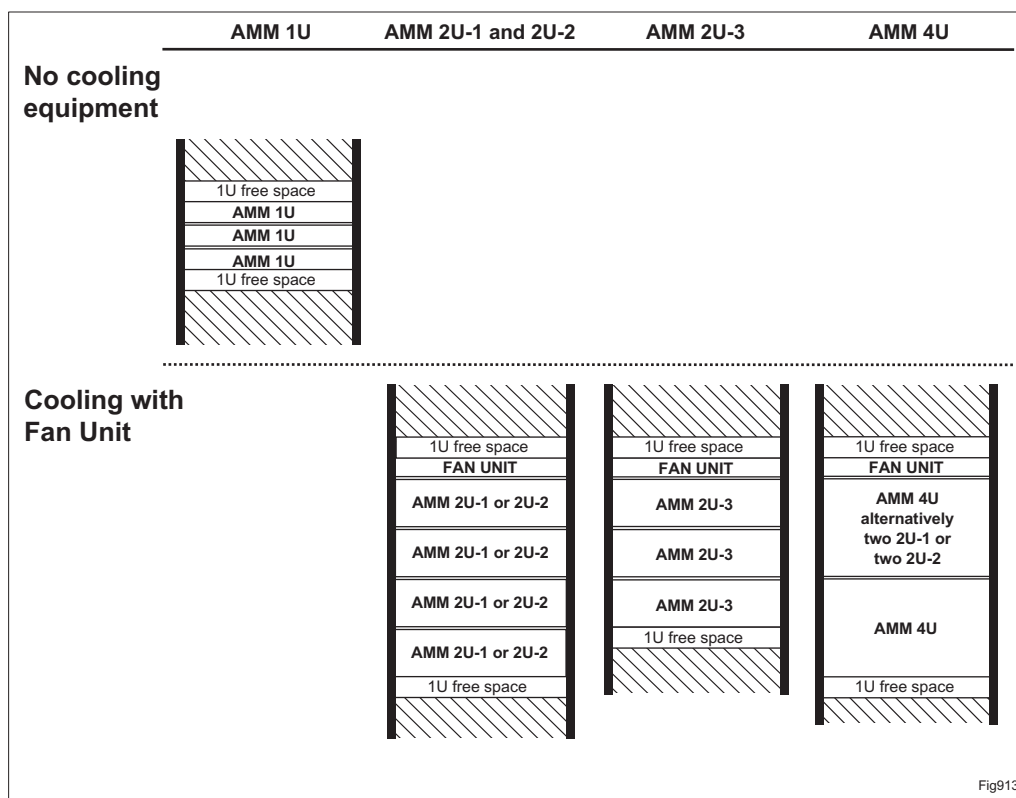 AMM 1U AMM 2U-1 and 2U-2 AMM 2U-3 AMM 4U
No cooling
equipment
1U free space
AMM 1U
AMM 1U
AMM 1U
1U free space
Cooling with
Fan Unit
1U free space
FAN UNIT
AMM 2U-1 or 2U-2
AMM 2U-1 or 2U-2
AMM 2U-1 or 2U-2
AMM 2U-1 or 2U-2
1U free space
1U free space
FAN UNIT
AMM 2U-3
AMM 2U-3
AMM 2U-3
1U free space
1U free space
FAN UNIT
AMM 4U
alternatively
two 2U-1 or
two 2U-2
AMM 4U
1U free space
Fig913